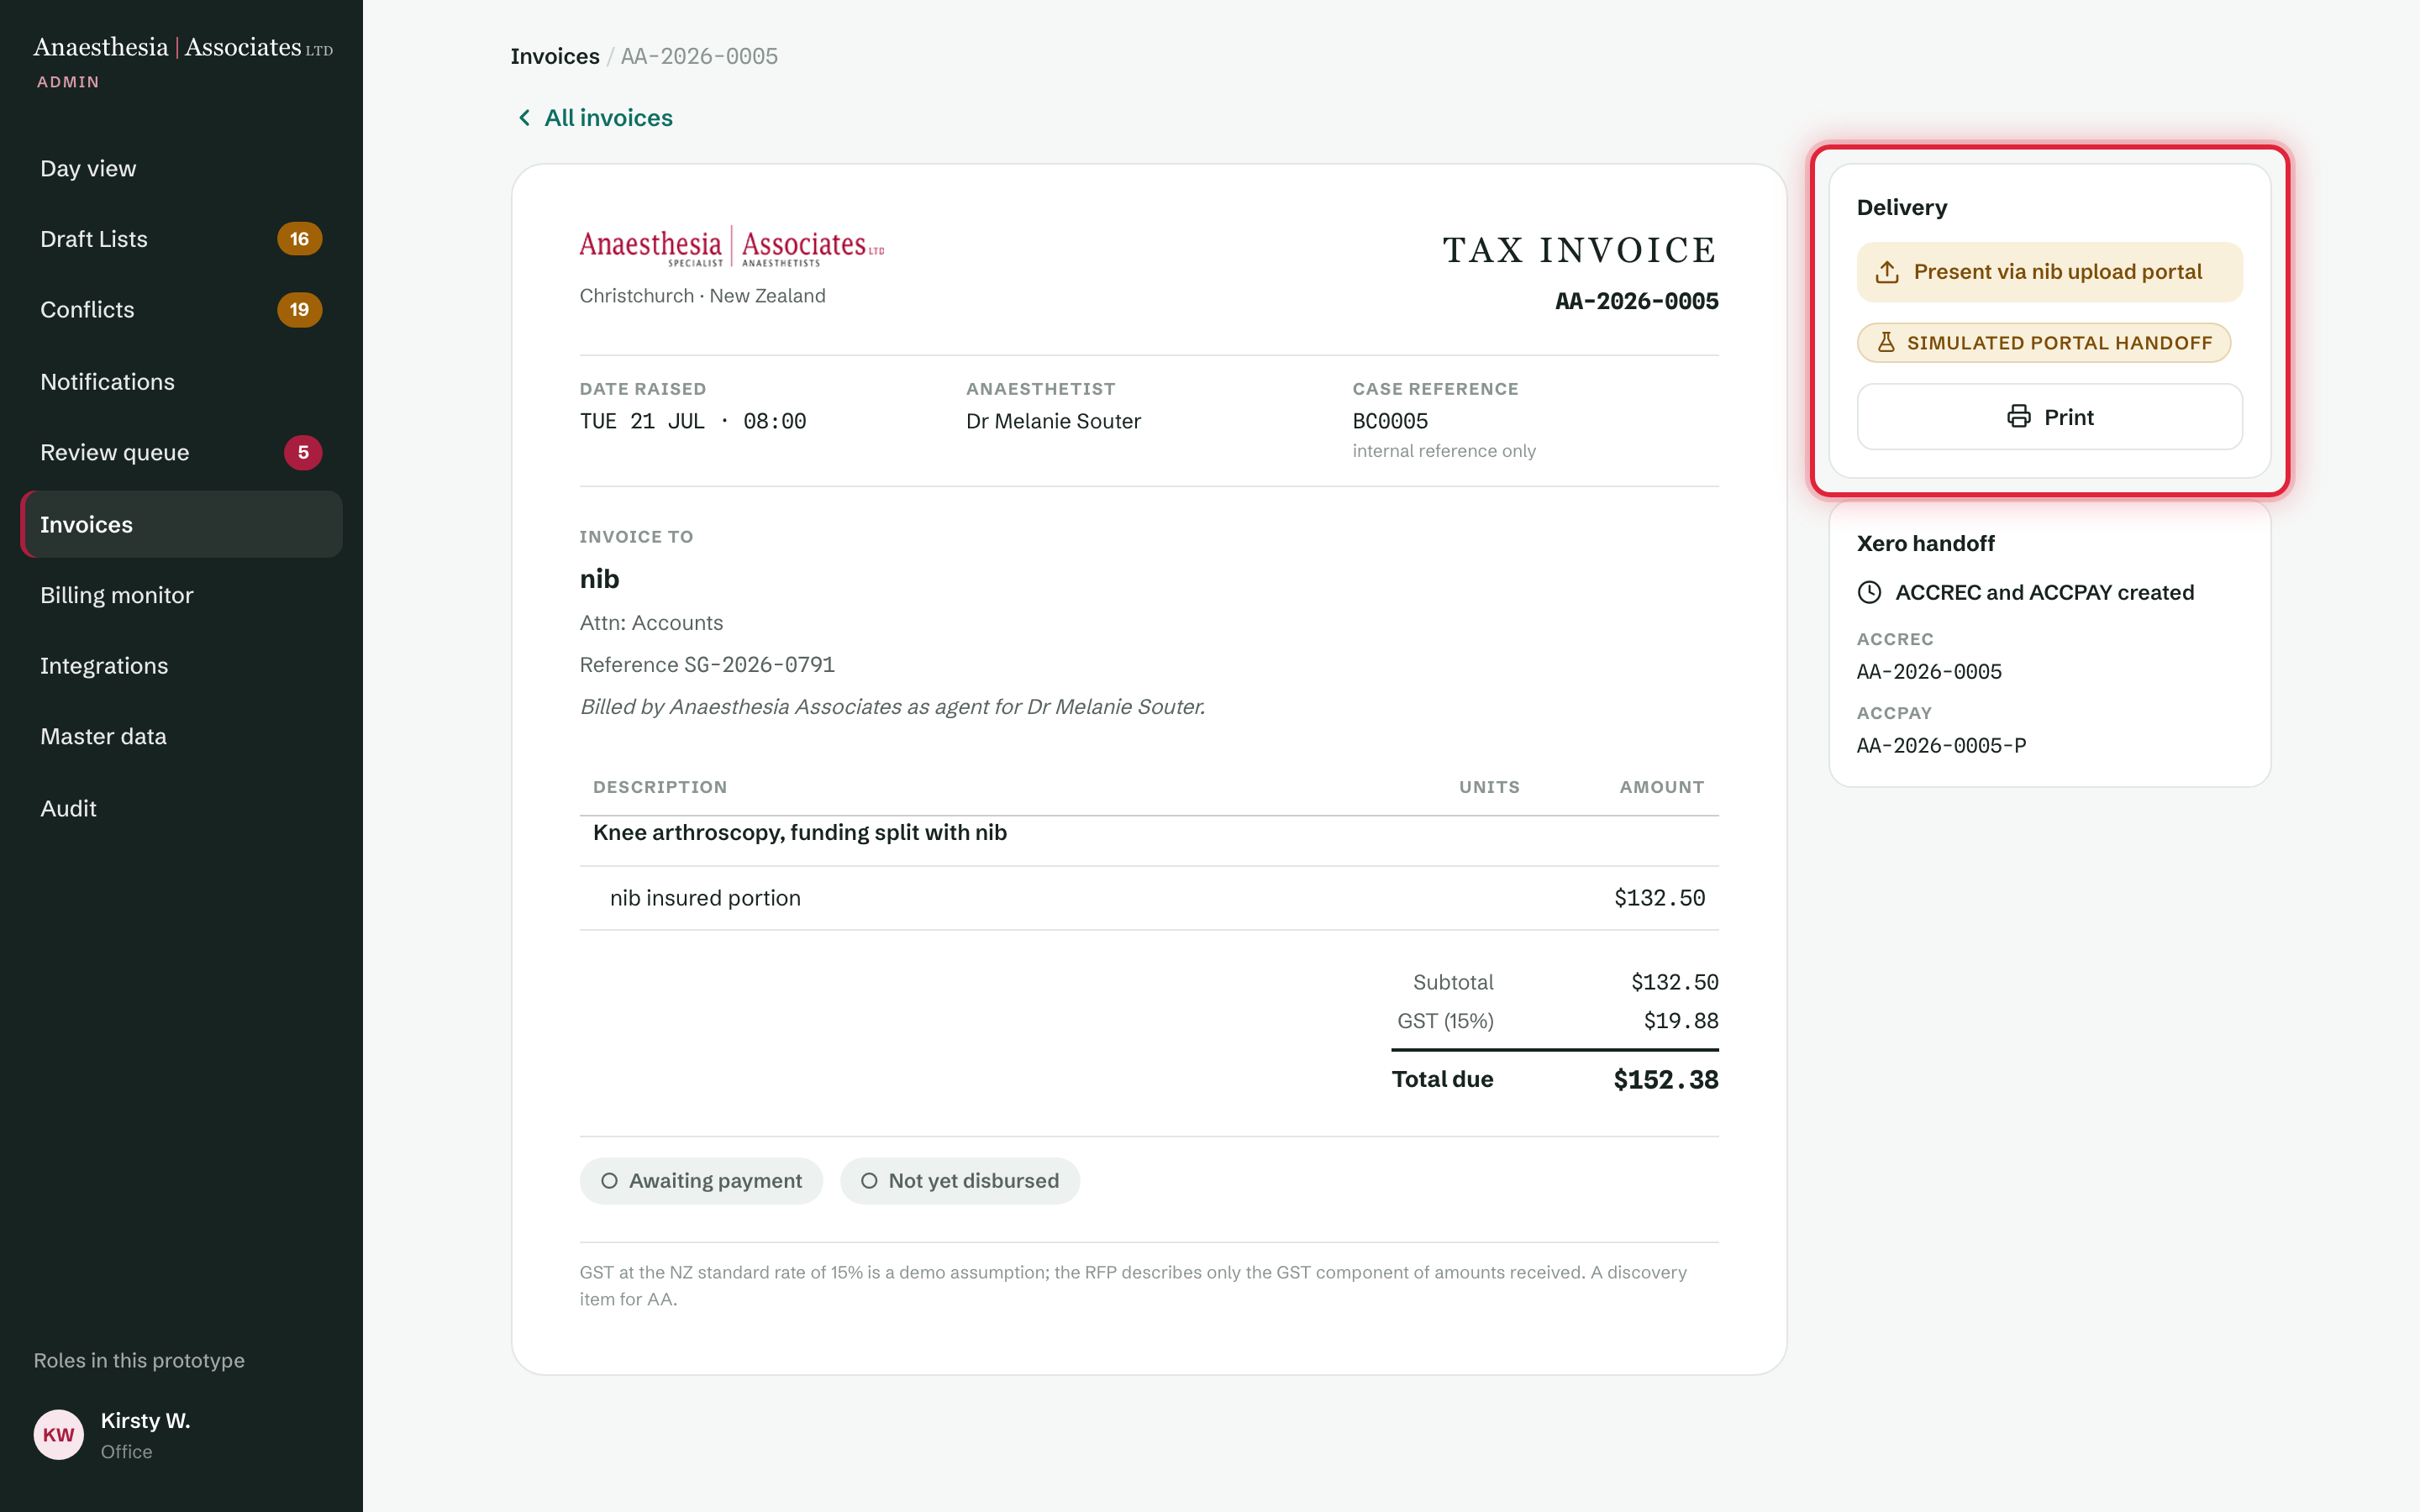 Anaesthesia | Associates LTD
ADMIN
Day view
Draft Lists 16
Conflicts 19
Notifications
Review queue 5
Invoices
Billing monitor
Integrations
Master data
Audit
Roles in this prototype
KW
Kirsty W.
Office
Invoices / AA-2026-0005
All invoices
Anaesthesia | Associates LTD
SPECIALIST ANAESTHETISTS
Christchurch · New Zealand
TAX INVOICE
AA-2026-0005
DATE RAISED
TUE 21 JUL · 08:00
ANAESTHETIST
Dr Melanie Souter
CASE REFERENCE
BC0005
internal reference only
INVOICE TO
nib
Attn: Accounts
Reference SG-2026-0791
Billed by Anaesthesia Associates as agent for Dr Melanie Souter.
DESCRIPTION UNITS AMOUNT
Knee arthroscopy, funding split with nib
nib insured portion $132.50
Subtotal $132.50
GST (15%) $19.88
Total due $152.38
Awaiting payment
Not yet disbursed
GST at the NZ standard rate of 15% is a demo assumption; the RFP describes only the GST component of amounts received. A discovery
item for AA.
Delivery
Present via nib upload portal
SIMULATED PORTAL HANDOFF
Print
Xero handoff
ACCREC and ACCPAY created
ACCREC
AA-2026-0005
ACCPAY
AA-2026-0005-P